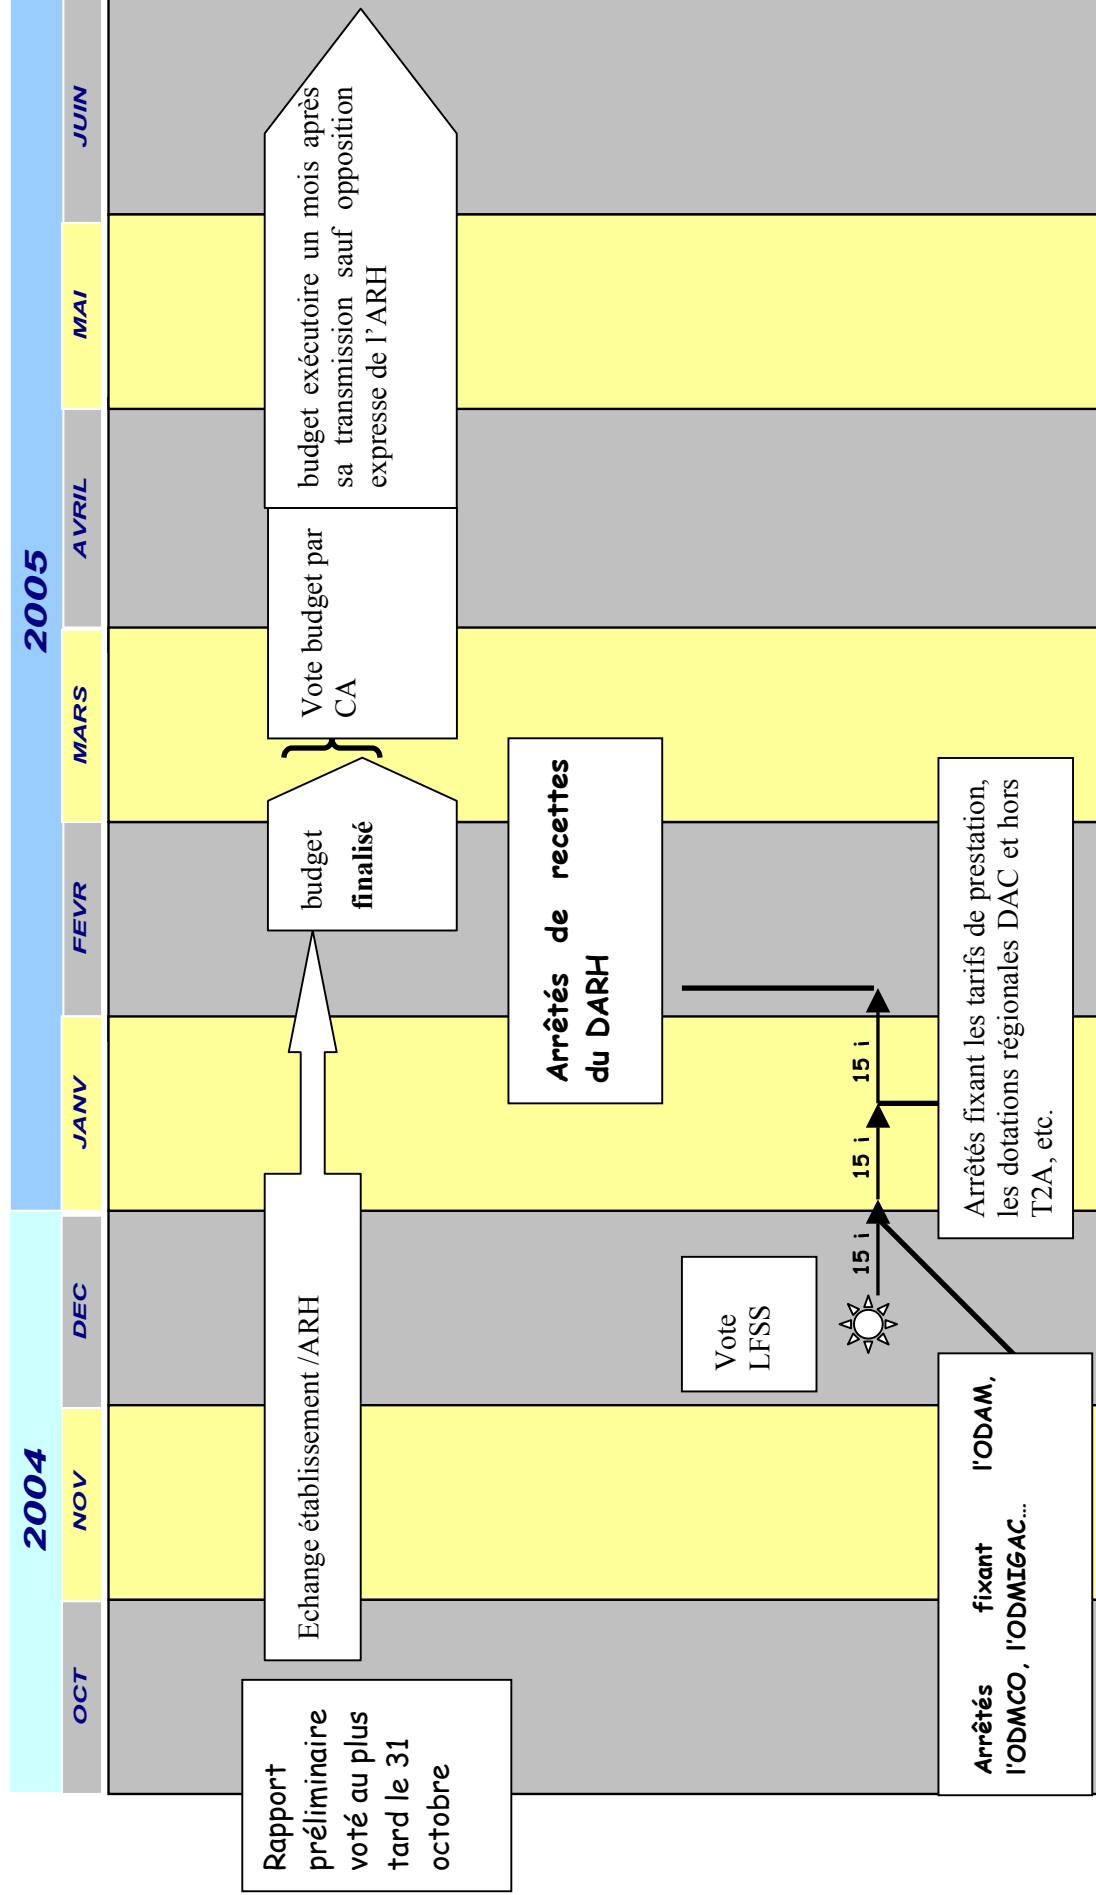 2004
2005
OCT
NOV
DEC
JANV
FEVR
MARS
AVRIL
MAI
JUIN
Rapport
préliminaire
voté au plus
tard le 31
octobre
Echange établissement /ARH
budget
finalisé
Vote budget par
CA
budget exécutoire un mois après
sa transmission sauf opposition
expresse de l'ARH
Arrêtés de recettes
du DARH
Vote
LFSS
15 j
15 j
15 j
Arrêtés fixant l'ODAM,
l'ODMCO, l'ODMIGAC…
Arrêtés fixant les tarifs de prestation,
les dotations régionales DAC et hors
T2A, etc.